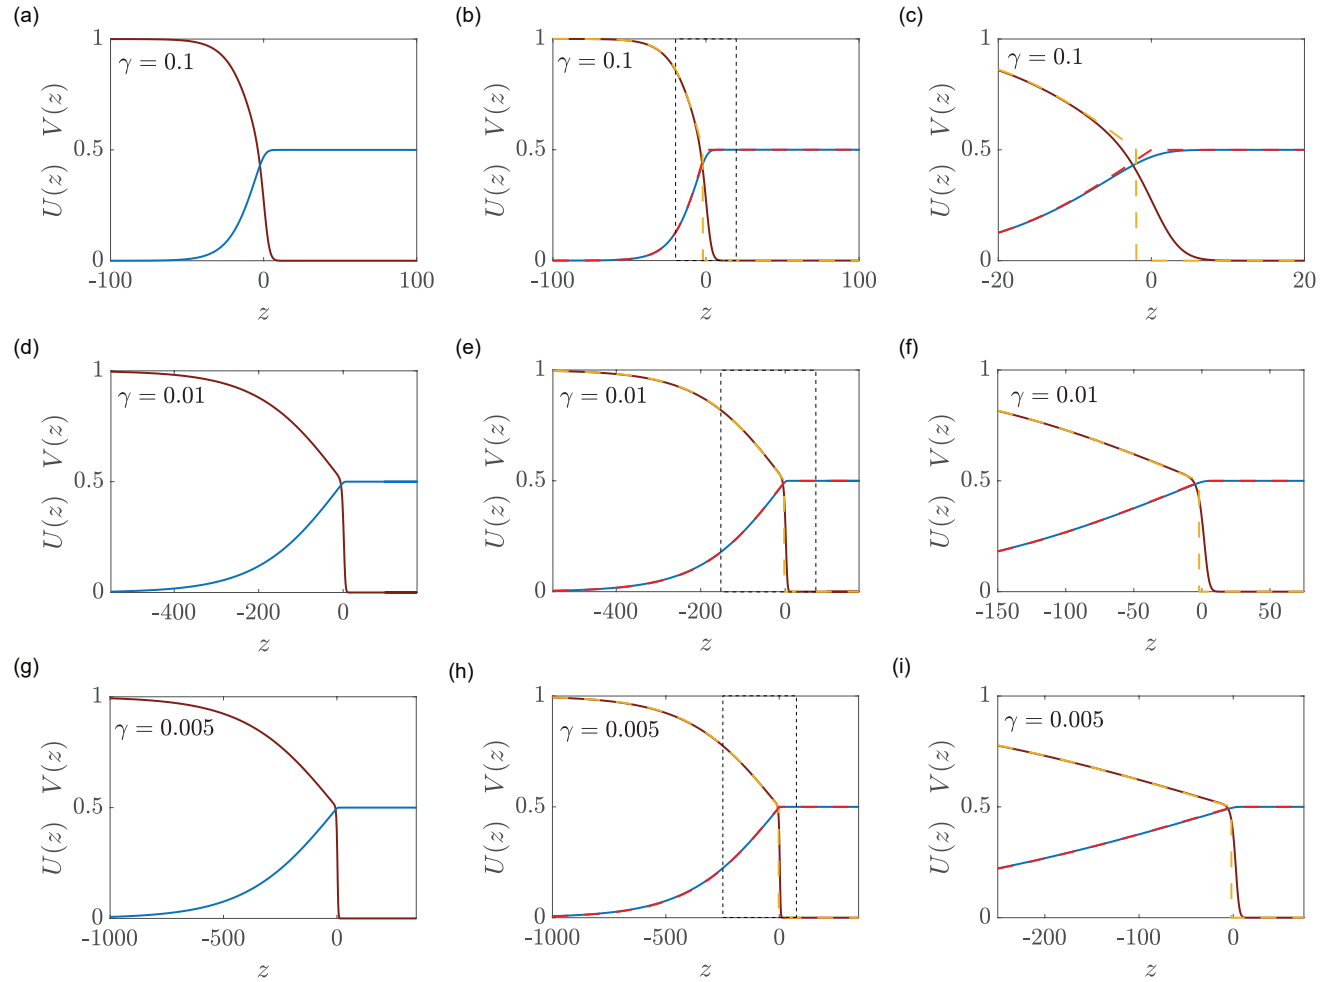 (a)
(b)
(c)
1
0.5
0
γ = 0.1
U(z) V(z)
-100
0
100
z
1
0.5
0
γ = 0.1
U(z) V(z)
-100
0
100
z
1
0.5
0
γ = 0.1
U(z) V(z)
-20
0
20
z
(d)
(e)
(f)
1
0.5
0
γ = 0.01
U(z) V(z)
-400
-200
0
z
1
0.5
0
γ = 0.01
U(z) V(z)
-400
-200
0
z
1
0.5
0
γ = 0.01
U(z) V(z)
-150
-100
-50
0
50
z
(g)
(h)
(i)
1
0.5
0
γ = 0.005
U(z) V(z)
-1000
-500
0
z
1
0.5
0
γ = 0.005
U(z) V(z)
-1000
-500
0
z
1
0.5
0
γ = 0.005
U(z) V(z)
-200
-100
0
z